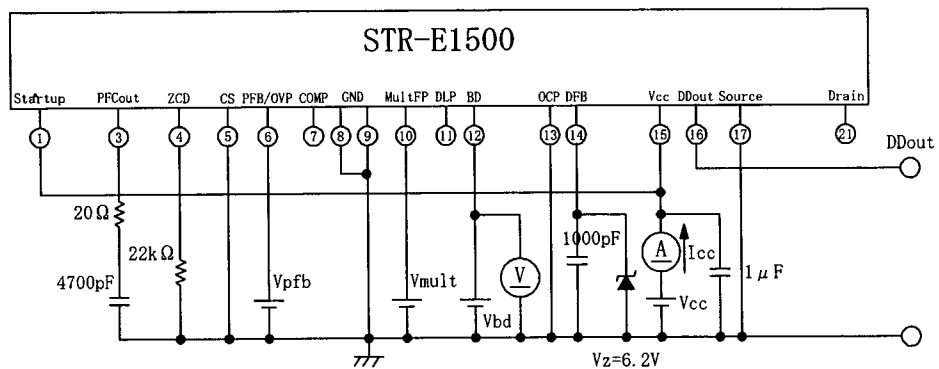 STR-E1500
Startup PFCout ZCD CS PFB/OVP COMP GND MultFP DLP BD OCP DFB Vcc DDout Source Drain
1 3 4 5 6 7 8 9 10 11 12 13 14 15 16 17 21
DDout
20Ω
22kΩ
4700pF
Vpfb
Vmult
Vbd
V
1000pF
A
Icc
Vcc
1μF
Vz=6.2V